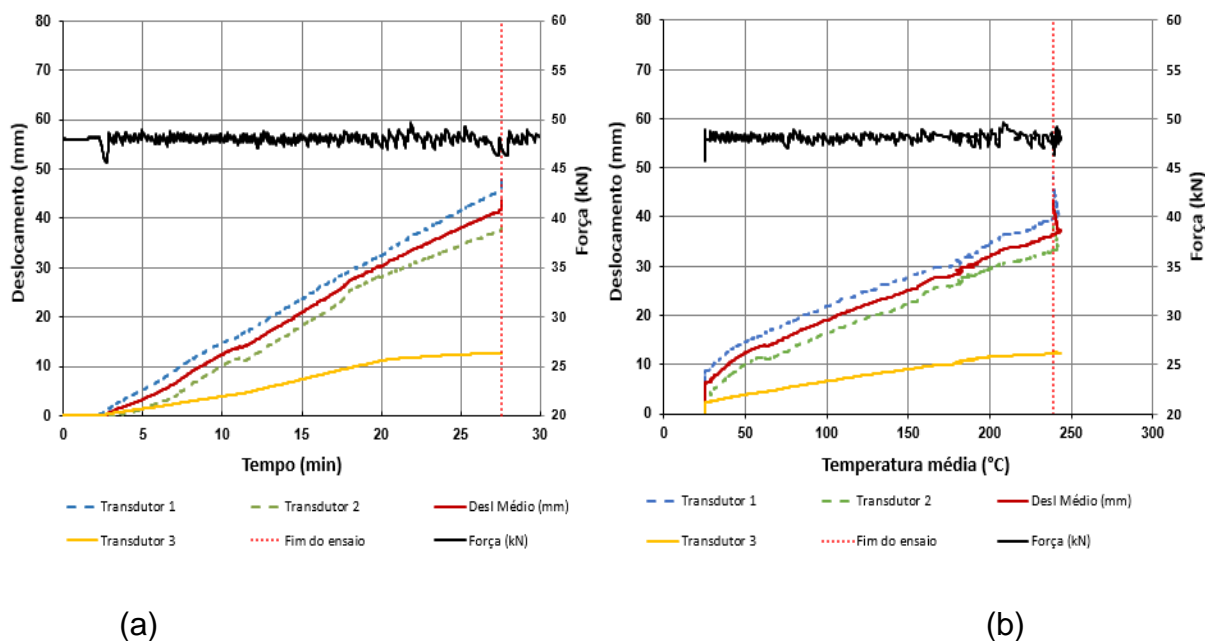 80
70
60
50
40
30
20
10
0
Deslocamento (mm)
60
55
50
45
40
35
30
25
20
Força (kN)
0 5 10 15 20 25 30
Tempo (min)
Transdutor 1 Transdutor 2 Desl Médio (mm)
Transdutor 3 Fim do ensaio Força (kN)
(a)
80
70
60
50
40
30
20
10
0
Deslocamento (mm)
60
55
50
45
40
35
30
25
20
Força (kN)
0 50 100 150 200 250 300
Temperatura média (°C)
Transdutor 1 Transdutor 2 Desl Médio (mm)
Transdutor 3 Fim do ensaio Força (kN)
(b)